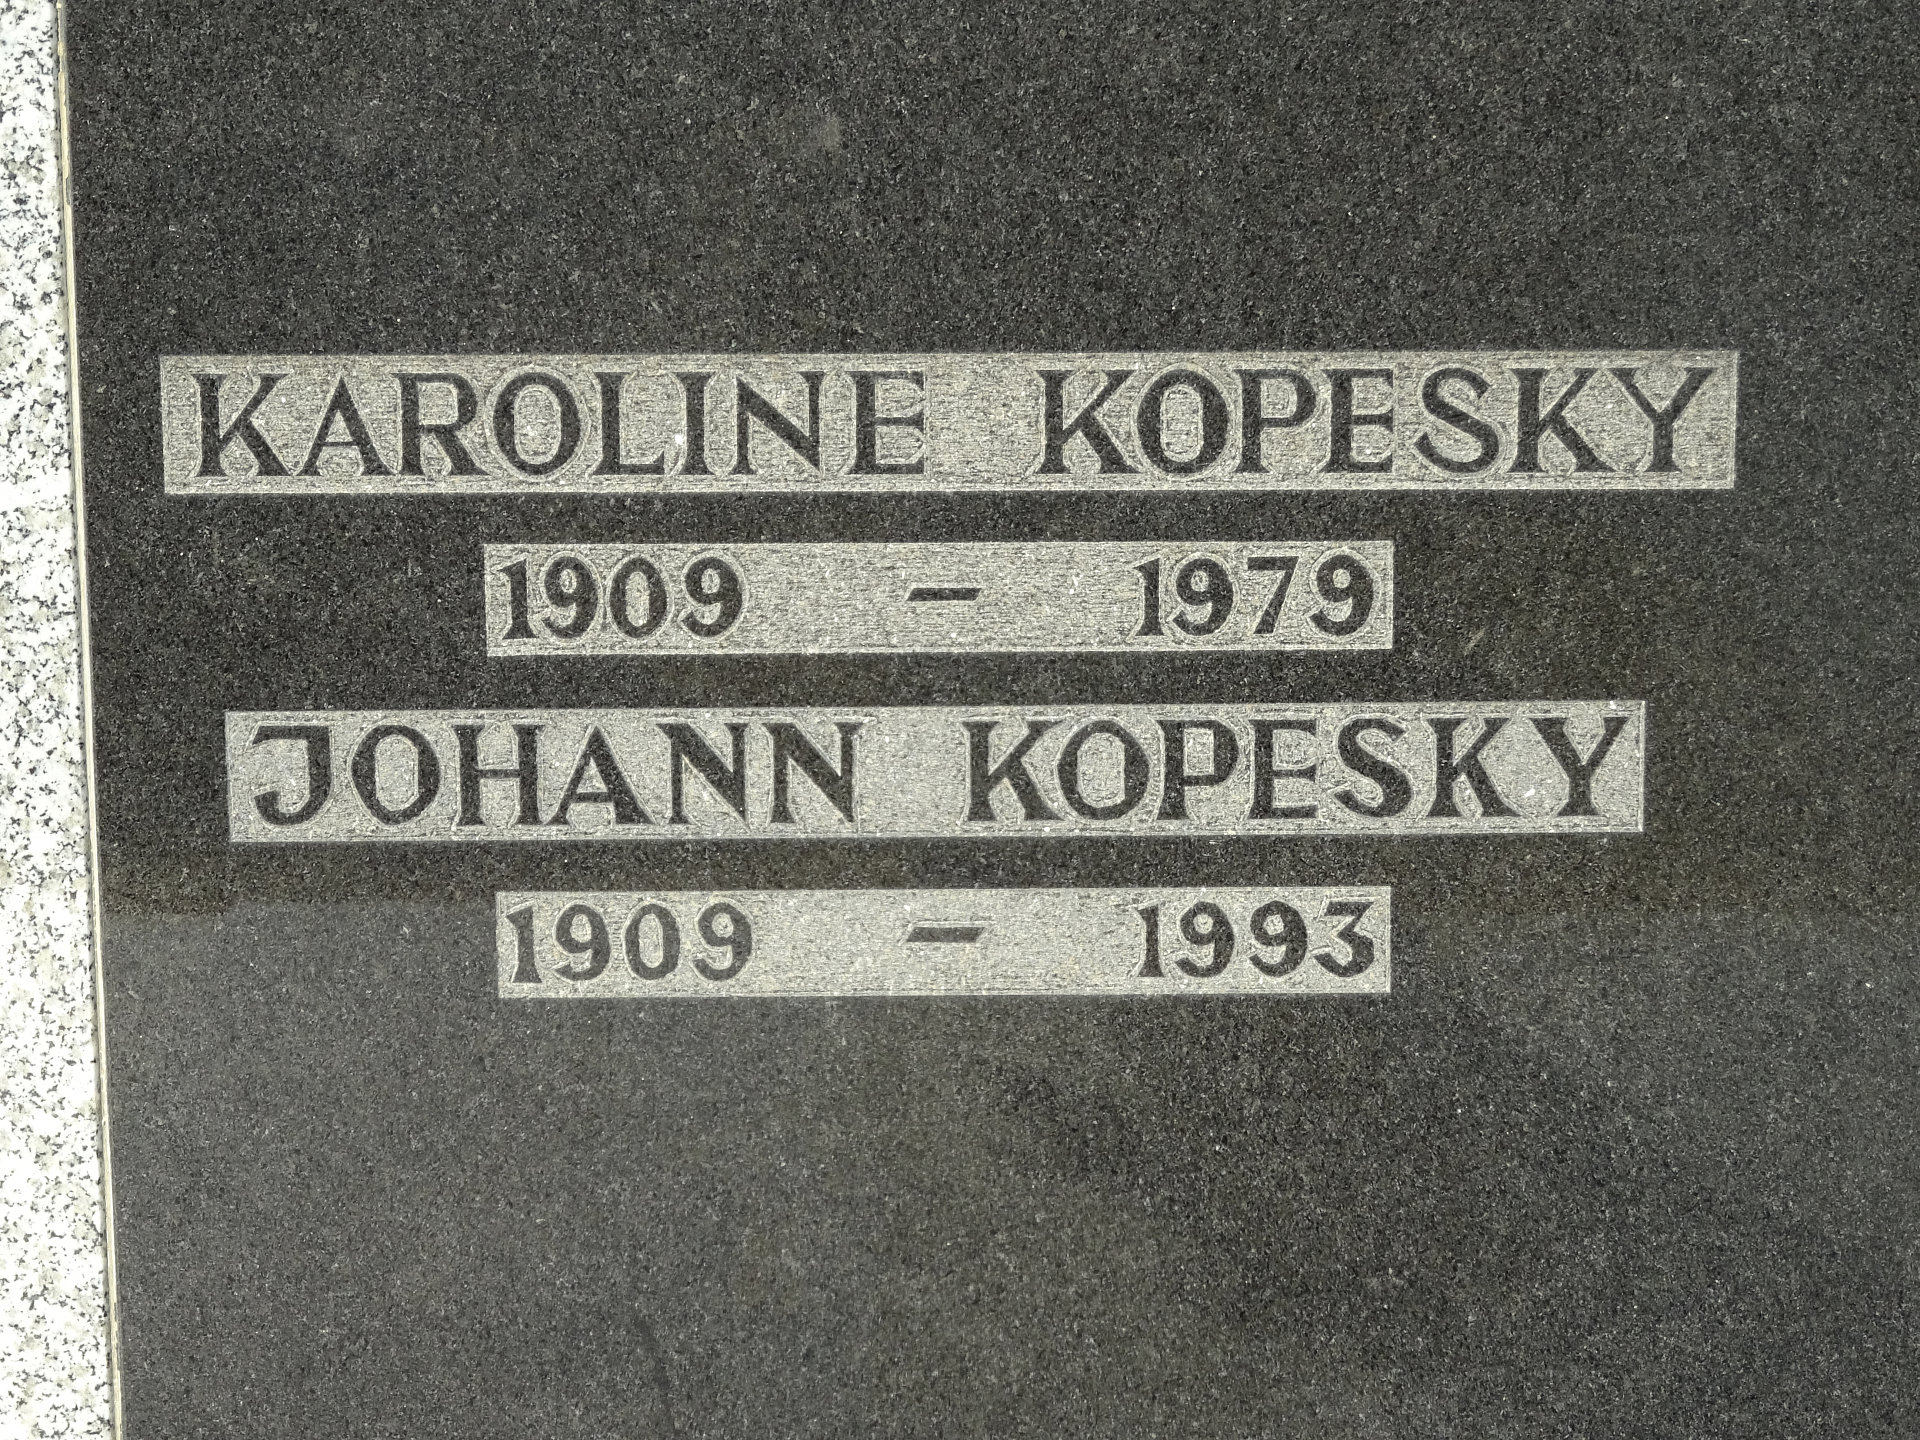 KAROLINE KOPESKY
1909 - 1979
JOHANN KOPESKY
1909 - 1993